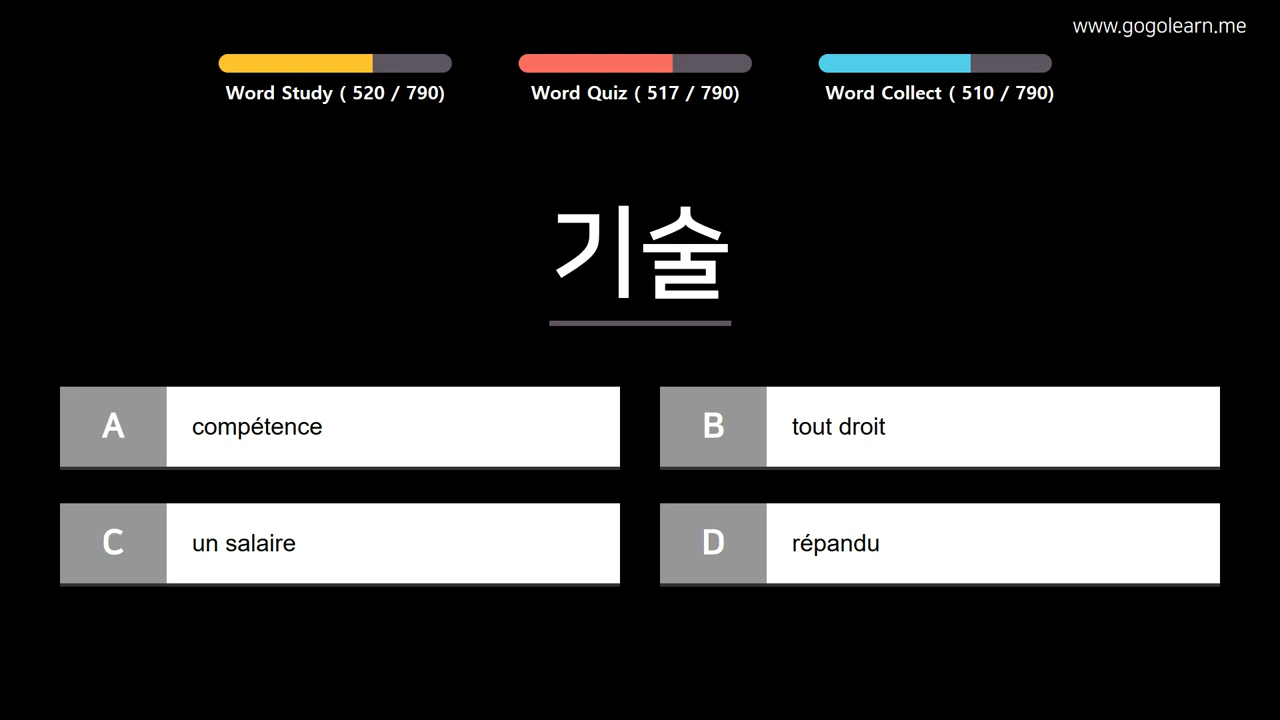 www.gogolearn.me
Word Study ( 520 / 790)
Word Quiz ( 517 / 790)
Word Collect ( 510 / 790)
기술
A compétence
B tout droit
C un salaire
D répandu